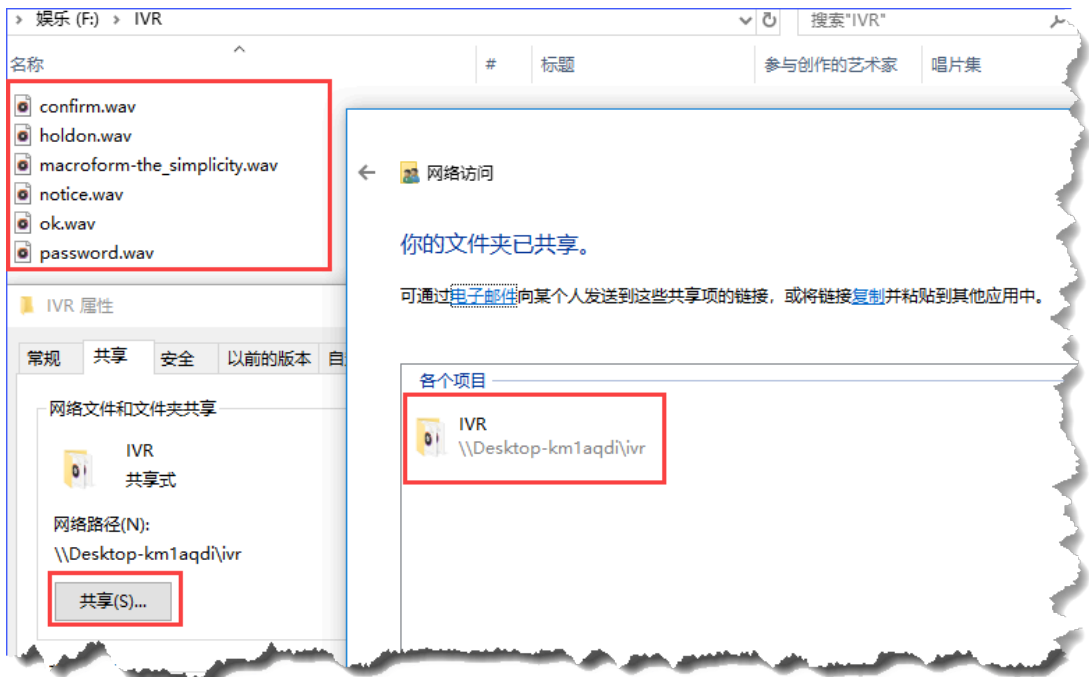 娱乐 (F:) > IVR
搜索"IVR"
名称 # 标题 参与创作的艺术家 唱片集
confirm.wav
holdon.wav
macroform-the_simplicity.wav
notice.wav
ok.wav
password.wav
网络访问
你的文件夹已共享。
可通过电子邮件向某个人发送到这些共享项的链接，或将链接复制并粘贴到其他应用中。
各个项目
IVR
\\Desktop-km1aqdi\ivr
IVR 属性
常规 共享 安全 以前的版本 自
网络文件和文件夹共享
IVR
共享式
网络路径(N):
\\Desktop-km1aqdi\ivr
共享(S)...